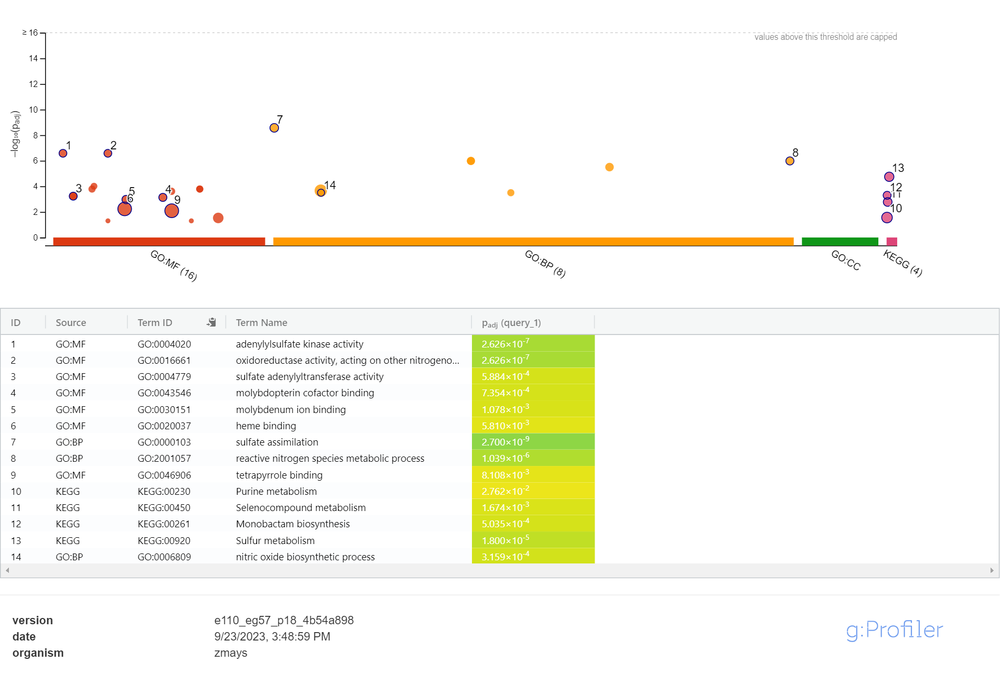 ≥ 16
values above this threshold are capped
14
12
10
8
6
4
2
0
–log₁₀(padj)
1
2
3
4
5
6
7
8
9
10
11
12
13
14
GO:MF (16)
GO:BP (8)
GO:CC
KEGG (4)
ID Source Term ID Term Name padj (query_1)
1 GO:MF GO:0004020 adenylylsulfate kinase activity 2.626×10⁻⁷
2 GO:MF GO:0016661 oxidoreductase activity, acting on other nitrogeno... 2.626×10⁻⁷
3 GO:MF GO:0004779 sulfate adenylyltransferase activity 5.884×10⁻⁴
4 GO:MF GO:0043546 molybdopterin cofactor binding 7.354×10⁻⁴
5 GO:MF GO:0030151 molybdenum ion binding 1.078×10⁻³
6 GO:MF GO:0020037 heme binding 5.810×10⁻³
7 GO:BP GO:0000103 sulfate assimilation 2.700×10⁻⁹
8 GO:BP GO:2001057 reactive nitrogen species metabolic process 1.039×10⁻⁶
9 GO:MF GO:0046906 tetrapyrrole binding 8.108×10⁻³
10 KEGG KEGG:00230 Purine metabolism 2.762×10⁻²
11 KEGG KEGG:00450 Selenocompound metabolism 1.674×10⁻³
12 KEGG KEGG:00261 Monobactam biosynthesis 5.035×10⁻⁴
13 KEGG KEGG:00920 Sulfur metabolism 1.800×10⁻⁵
14 GO:BP GO:0006809 nitric oxide biosynthetic process 3.159×10⁻⁴
version e110_eg57_p18_4b54a898
date 9/23/2023, 3:48:59 PM
organism zmays
g:Profiler